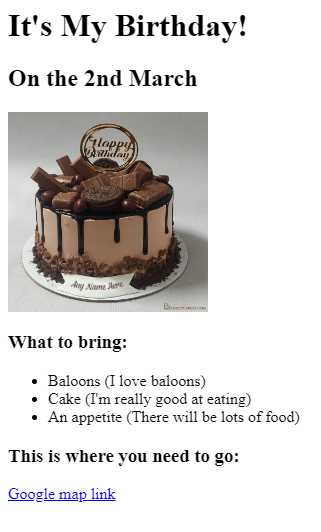 It's My Birthday!
On the 2nd March
Happy
Birthday
Any Name Here
What to bring:
Baloons (I love baloons)
Cake (I'm really good at eating)
An appetite (There will be lots of food)
This is where you need to go:
Google map link